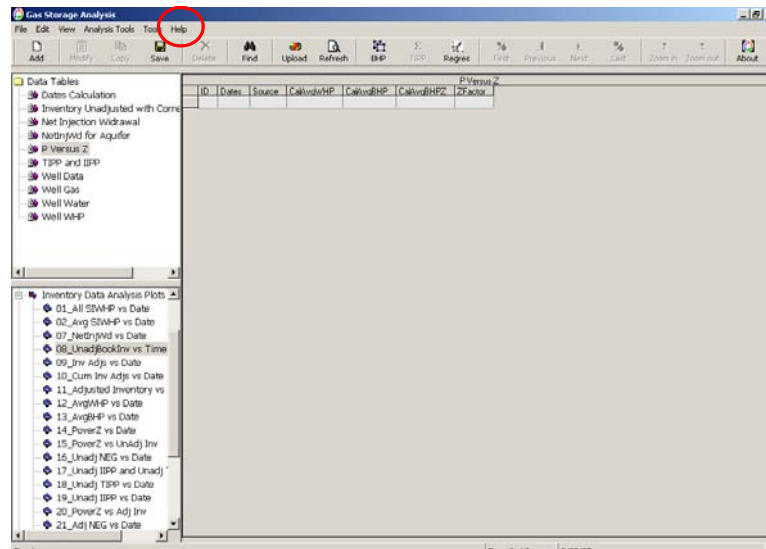 Gas Storage Analysis
File Edit View Analysis Tools Tools Help
Add Modify Copy Save Delete Find Upload Refresh BHP TIPP Regres First Previous Next Last Zoom in Zoom out About
Data Tables
Dates Calculation
Inventory Unadjusted with Corre
Net Injection Widrawal
NotInjWd for Aquifer
P Versus Z
TIPP and IIPP
Well Data
Well Gas
Well Water
Well WHP
P Versus Z
ID Dates Source CalAvdWHP CalAvgBHP CalAvgBHPZ ZFactor
Inventory Data Analysis Plots
01_All SIWHP vs Date
02_Avg SIWHP vs Date
07_NetInjWd vs Date
08_UnadjBookInv vs Time
09_Inv Adjs vs Date
10_Cum Inv Adjs vs Date
11_Adjusted Inventory vs
12_AvgWHP vs Date
13_AvgBHP vs Date
14_PoverZ vs Date
15_PoverZ vs UnAdj Inv
16_Unadj NEG vs Date
17_Unadj IIPP and Unadj
18_Unadj TIPP vs Date
19_Unadj IIPP vs Date
20_PoverZ vs Adj Inv
21_Adj NEG vs Date